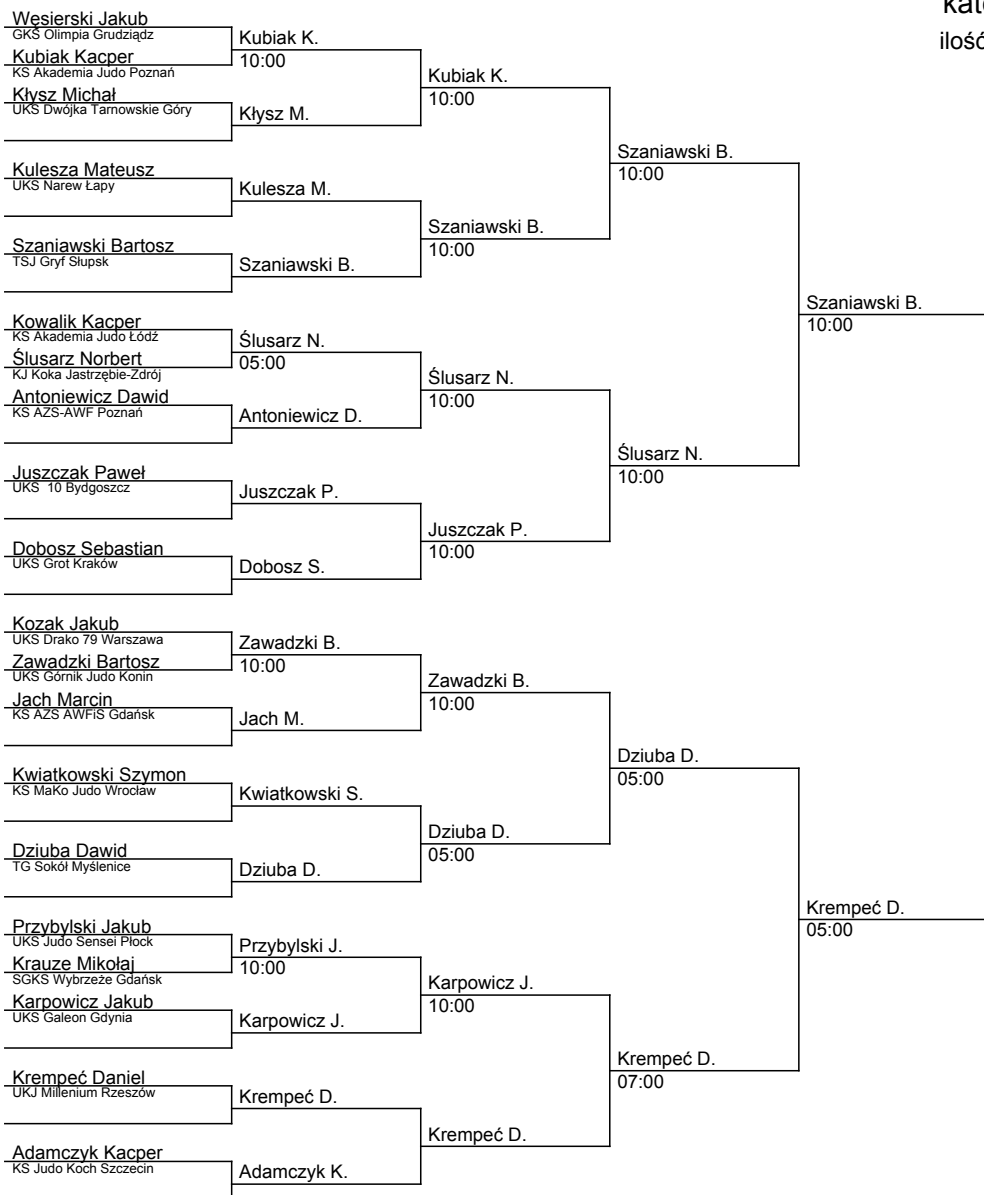 kat
ilość
Węsierski Jakub
GKS Olimpia Grudziądz
Kubiak Kacper
KS Akademia Judo Poznań
Kłysz Michał
UKS Dwójka Tarnowskie Góry
Kulesza Mateusz
UKS Narew Łapy
Szaniawski Bartosz
TSJ Gryf Słupsk
Kowalik Kacper
KS Akademia Judo Łódź
Ślusarz Norbert
KJ Koka Jastrzębie-Zdrój
Antoniewicz Dawid
KS AZS-AWF Poznań
Juszczak Paweł
UKS 10 Bydgoszcz
Dobosz Sebastian
UKS Grot Kraków
Kozak Jakub
UKS Drako 79 Warszawa
Zawadzki Bartosz
UKS Górnik Judo Konin
Jach Marcin
KS AZS AWFiS Gdańsk
Kwiatkowski Szymon
KS MaKo Judo Wrocław
Dziuba Dawid
TG Sokół Myślenice
Przybylski Jakub
UKS Judo Sensei Płock
Krauze Mikołaj
SGKS Wybrzeże Gdańsk
Karpowicz Jakub
UKS Galeon Gdynia
Krempeć Daniel
UKJ Millenium Rzeszów
Adamczyk Kacper
KS Judo Koch Szczecin
Kubiak K.
10:00
Kłysz M.
Kulesza M.
Szaniawski B.
Ślusarz N.
05:00
Antoniewicz D.
Juszczak P.
Dobosz S.
Zawadzki B.
10:00
Jach M.
Kwiatkowski S.
Dziuba D.
Przybylski J.
10:00
Karpowicz J.
Krempeć D.
Adamczyk K.
Kubiak K.
10:00
Szaniawski B.
10:00
Ślusarz N.
10:00
Juszczak P.
10:00
Zawadzki B.
10:00
Dziuba D.
05:00
Karpowicz J.
10:00
Krempeć D.
Szaniawski B.
10:00
Ślusarz N.
10:00
Dziuba D.
05:00
Krempeć D.
07:00
Szaniawski B.
10:00
Krempeć D.
05:00